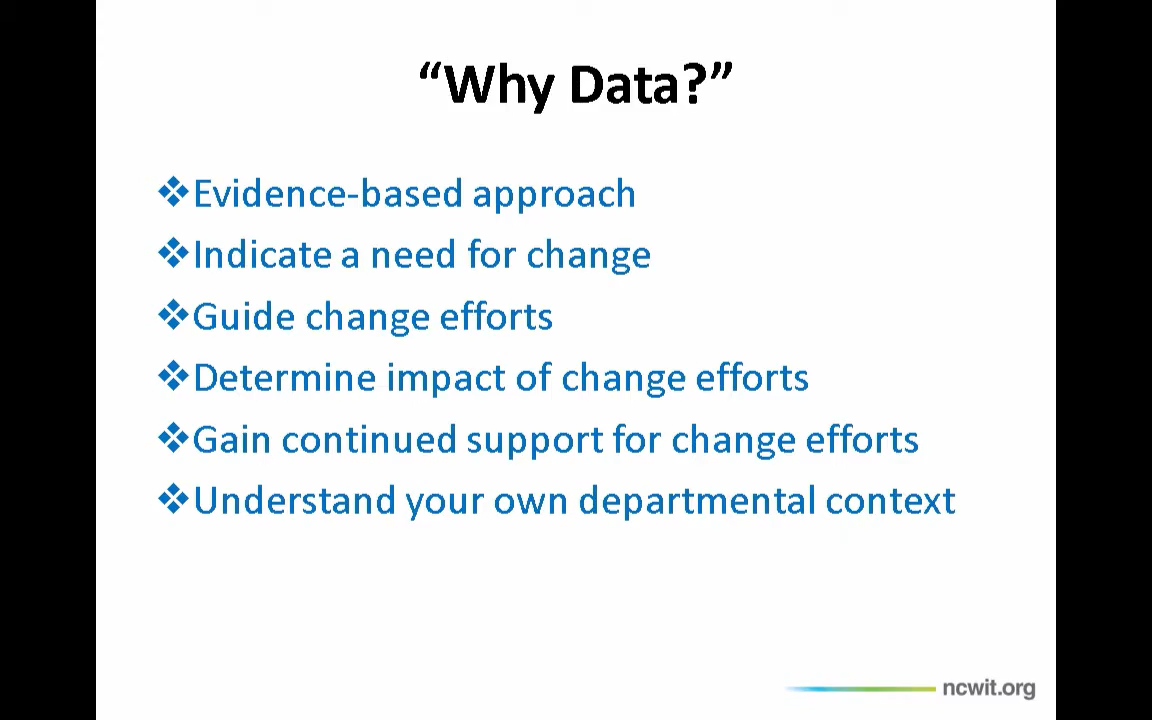 “Why Data?”
❖Evidence-based approach
❖Indicate a need for change
❖Guide change efforts
❖Determine impact of change efforts
❖Gain continued support for change efforts
❖Understand your own departmental context
ncwit.org